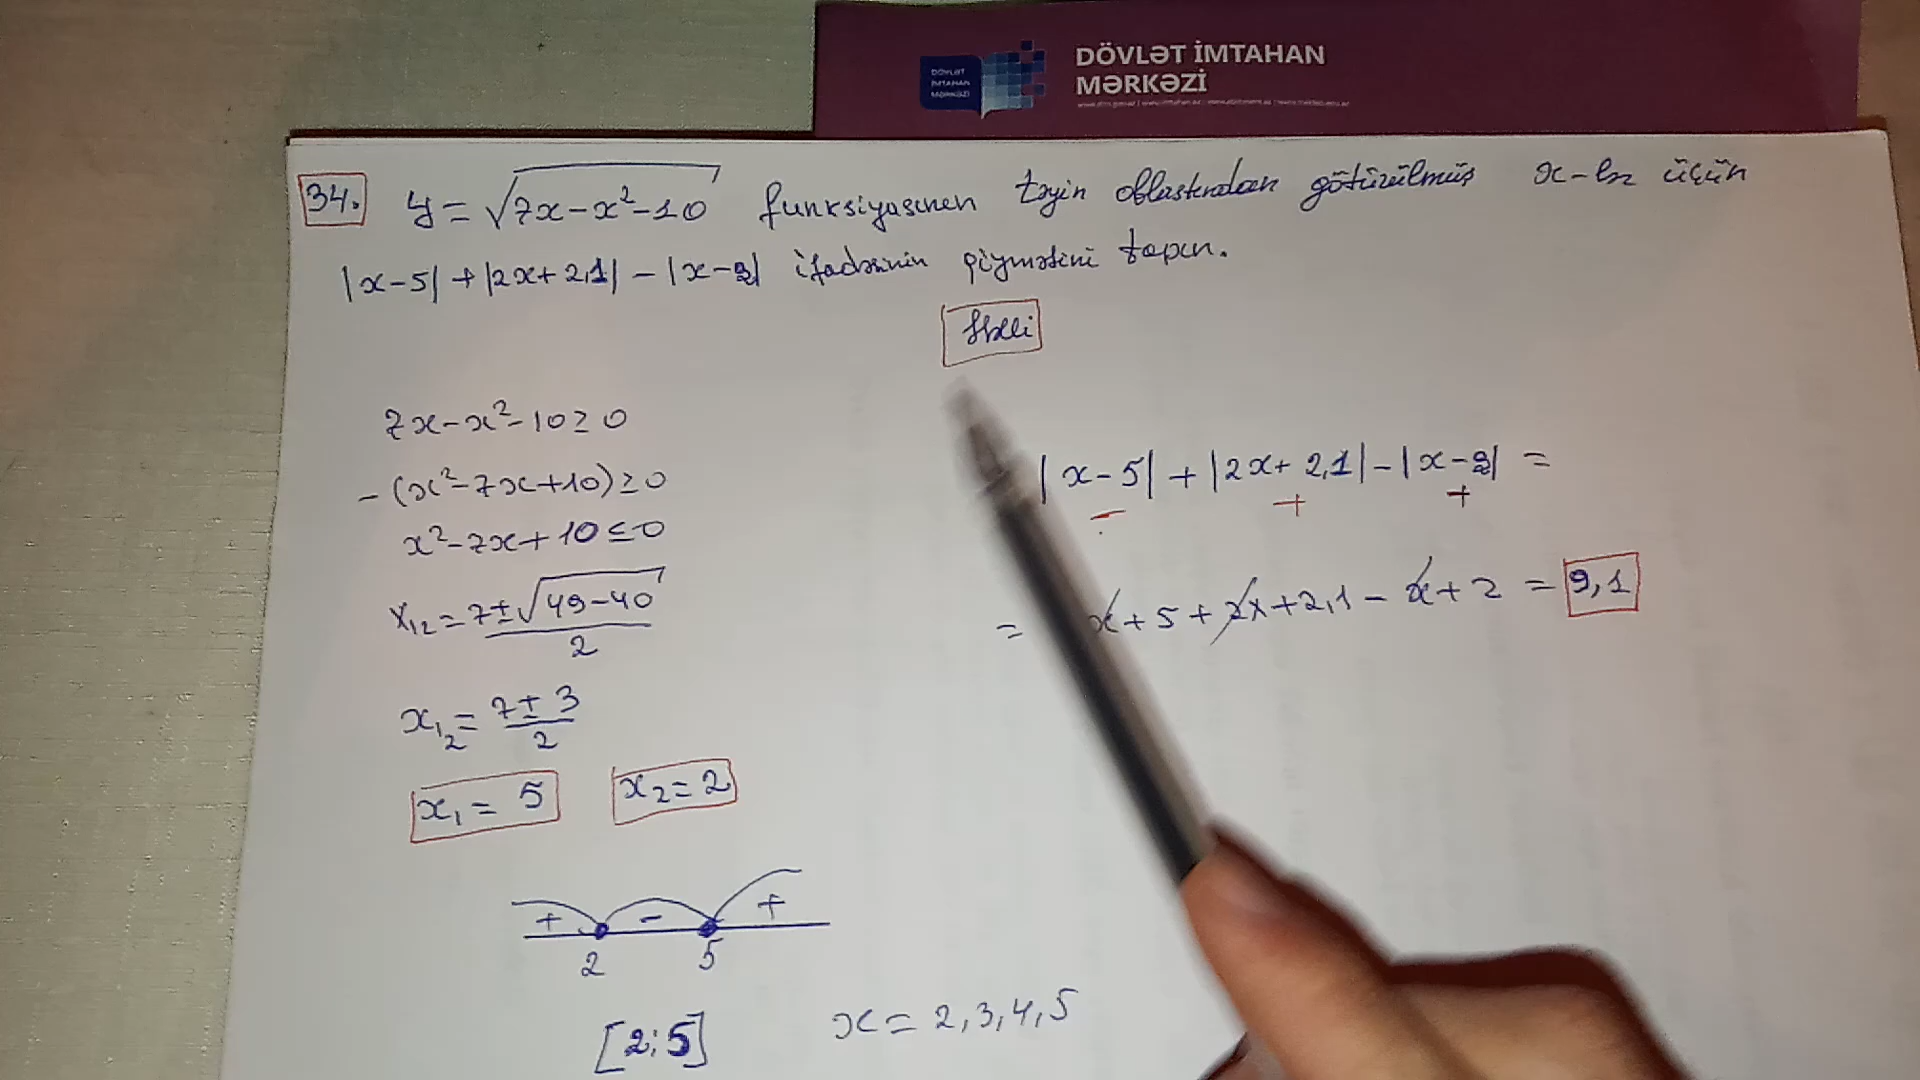 DÖVLƏT İMTAHAN
MƏRKƏZİ
DÖVLƏT
İMTAHAN
MƏRKƏZİ
34. y = √7x-x²-10 funksiyasının təyin oblastından götürülmüş x-lər üçün
|x-5| + |2x+2,1| - |x-2| ifadəsinin qiymətini tapın.
Həlli
7x-x²-10≥0
-(x²-7x+10)≥0
x²-7x+10≤0
x₁₂ = 7±√49-40 / 2
x₁₂ = 7±3 / 2
x₁ = 5 x₂ = 2
+ - +
2 5
[2;5] x = 2,3,4,5
|x-5| + |2x+2,1| - |x-2| =
- + +
= x+5+2x+2,1-x+2 = 9,1